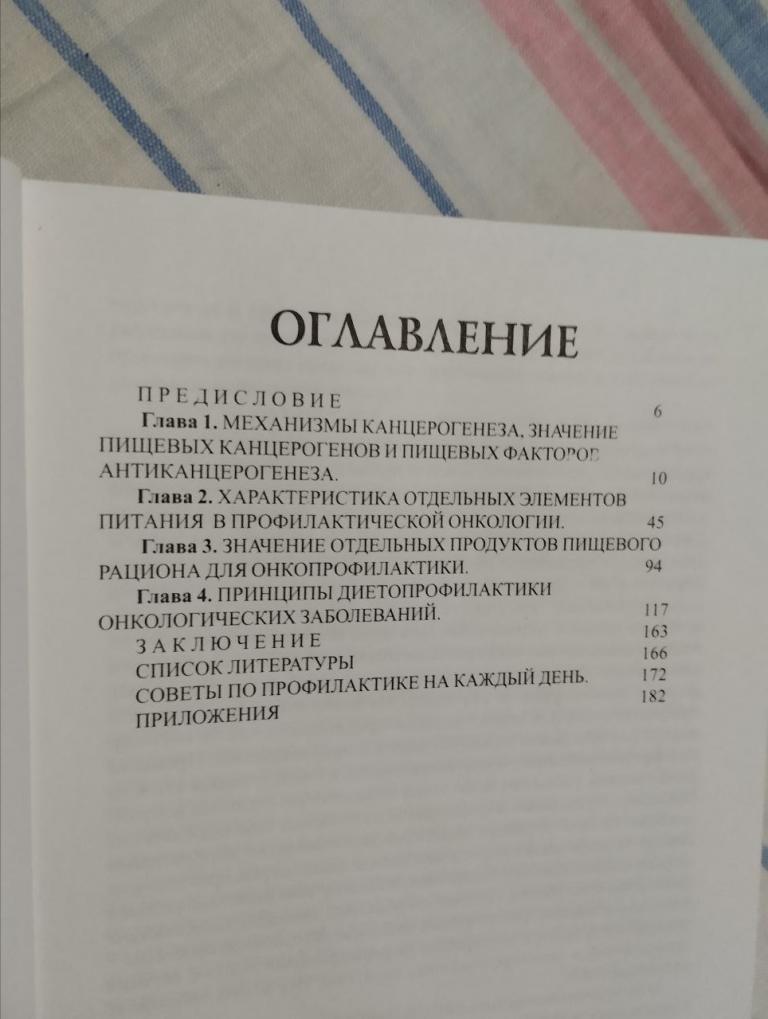 ОГЛАВЛЕНИЕ
ПРЕДИСЛОВИЕ 6
Глава 1. МЕХАНИЗМЫ КАНЦЕРОГЕНЕЗА, ЗНАЧЕНИЕ
ПИЩЕВЫХ КАНЦЕРОГЕНОВ И ПИЩЕВЫХ ФАКТОРОВ
АНТИКАНЦЕРОГЕНЕЗА. 10
Глава 2. ХАРАКТЕРИСТИКА ОТДЕЛЬНЫХ ЭЛЕМЕНТОВ
ПИТАНИЯ В ПРОФИЛАКТИЧЕСКОЙ ОНКОЛОГИИ. 45
Глава 3. ЗНАЧЕНИЕ ОТДЕЛЬНЫХ ПРОДУКТОВ ПИЩЕВОГО
РАЦИОНА ДЛЯ ОНКОПРОФИЛАКТИКИ. 94
Глава 4. ПРИНЦИПЫ ДИЕТОПРОФИЛАКТИКИ
ОНКОЛОГИЧЕСКИХ ЗАБОЛЕВАНИЙ. 117
ЗАКЛЮЧЕНИЕ 163
СПИСОК ЛИТЕРАТУРЫ 166
СОВЕТЫ ПО ПРОФИЛАКТИКЕ НА КАЖДЫЙ ДЕНЬ. 172
ПРИЛОЖЕНИЯ 182